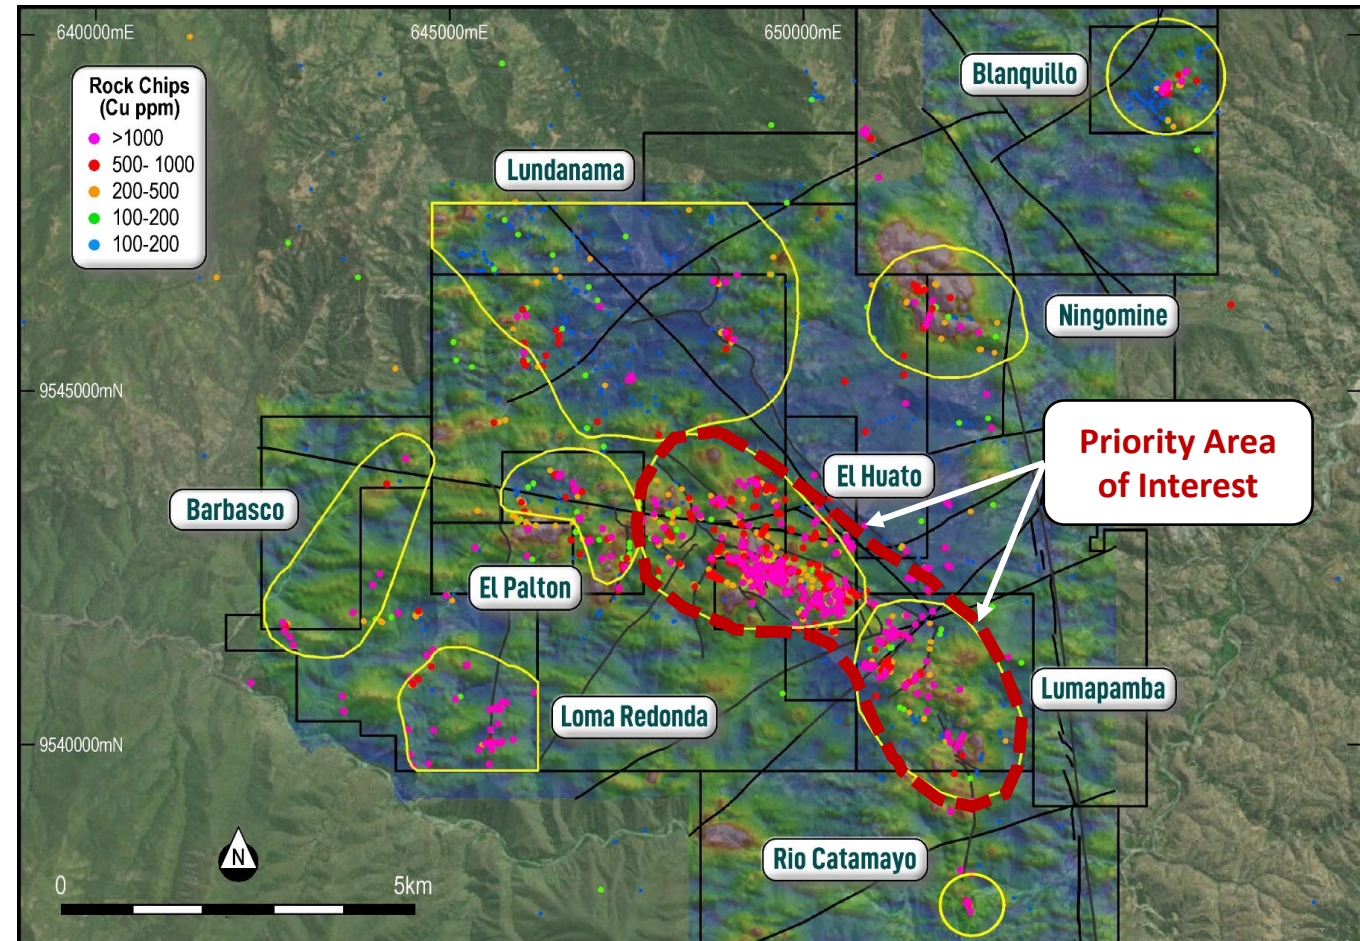 640000mE
645000mE
650000mE
Rock Chips
(Cu ppm)
>1000
500- 1000
200-500
100-200
100-200
Blanquillo
Lundanama
Ningomine
9545000mN
Priority Area
of Interest
El Huato
Barbasco
El Palton
Lumapamba
Loma Redonda
9540000mN
Rio Catamayo
N
0
5km